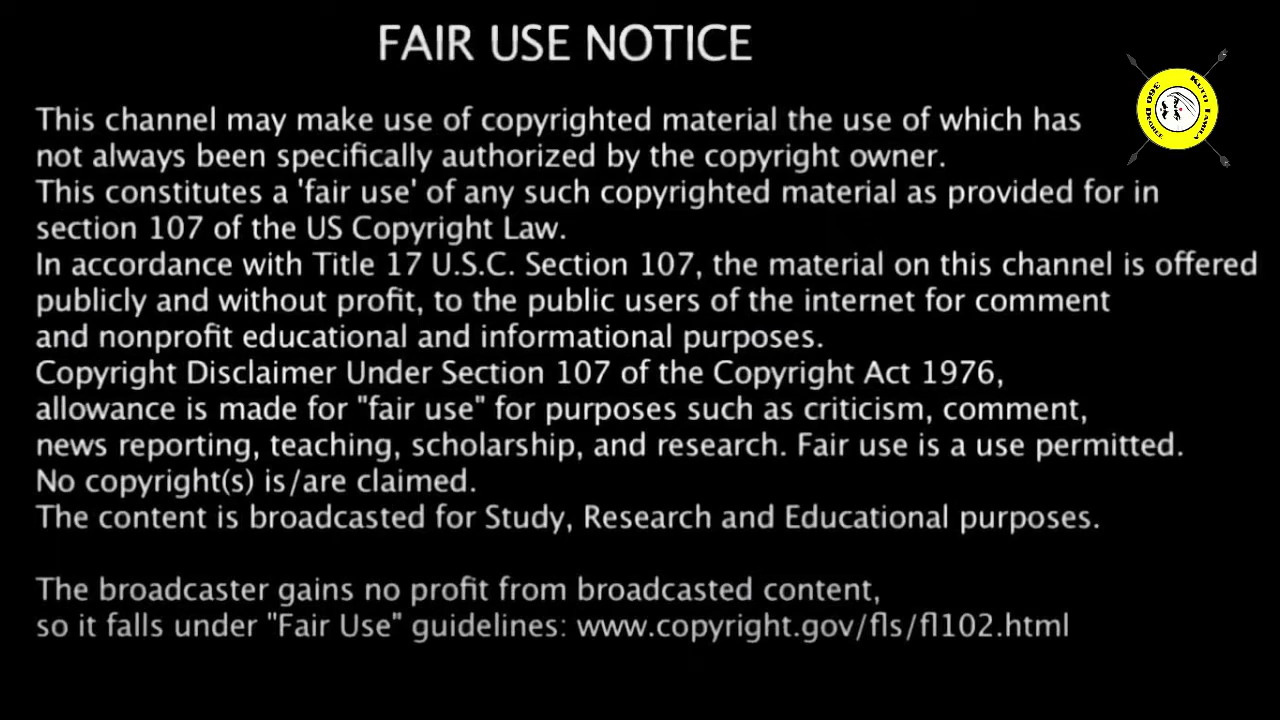 FAIR USE NOTICE
This channel may make use of copyrighted material the use of which has
not always been specifically authorized by the copyright owner.
This constitutes a 'fair use' of any such copyrighted material as provided for in
section 107 of the US Copyright Law.
In accordance with Title 17 U.S.C. Section 107, the material on this channel is offered
publicly and without profit, to the public users of the internet for comment
and nonprofit educational and informational purposes.
Copyright Disclaimer Under Section 107 of the Copyright Act 1976,
allowance is made for "fair use" for purposes such as criticism, comment,
news reporting, teaching, scholarship, and research. Fair use is a use permitted.
No copyright(s) is/are claimed.
The content is broadcasted for Study, Research and Educational purposes.
The broadcaster gains no profit from broadcasted content,
so it falls under "Fair Use" guidelines: www.copyright.gov/fls/fl102.html